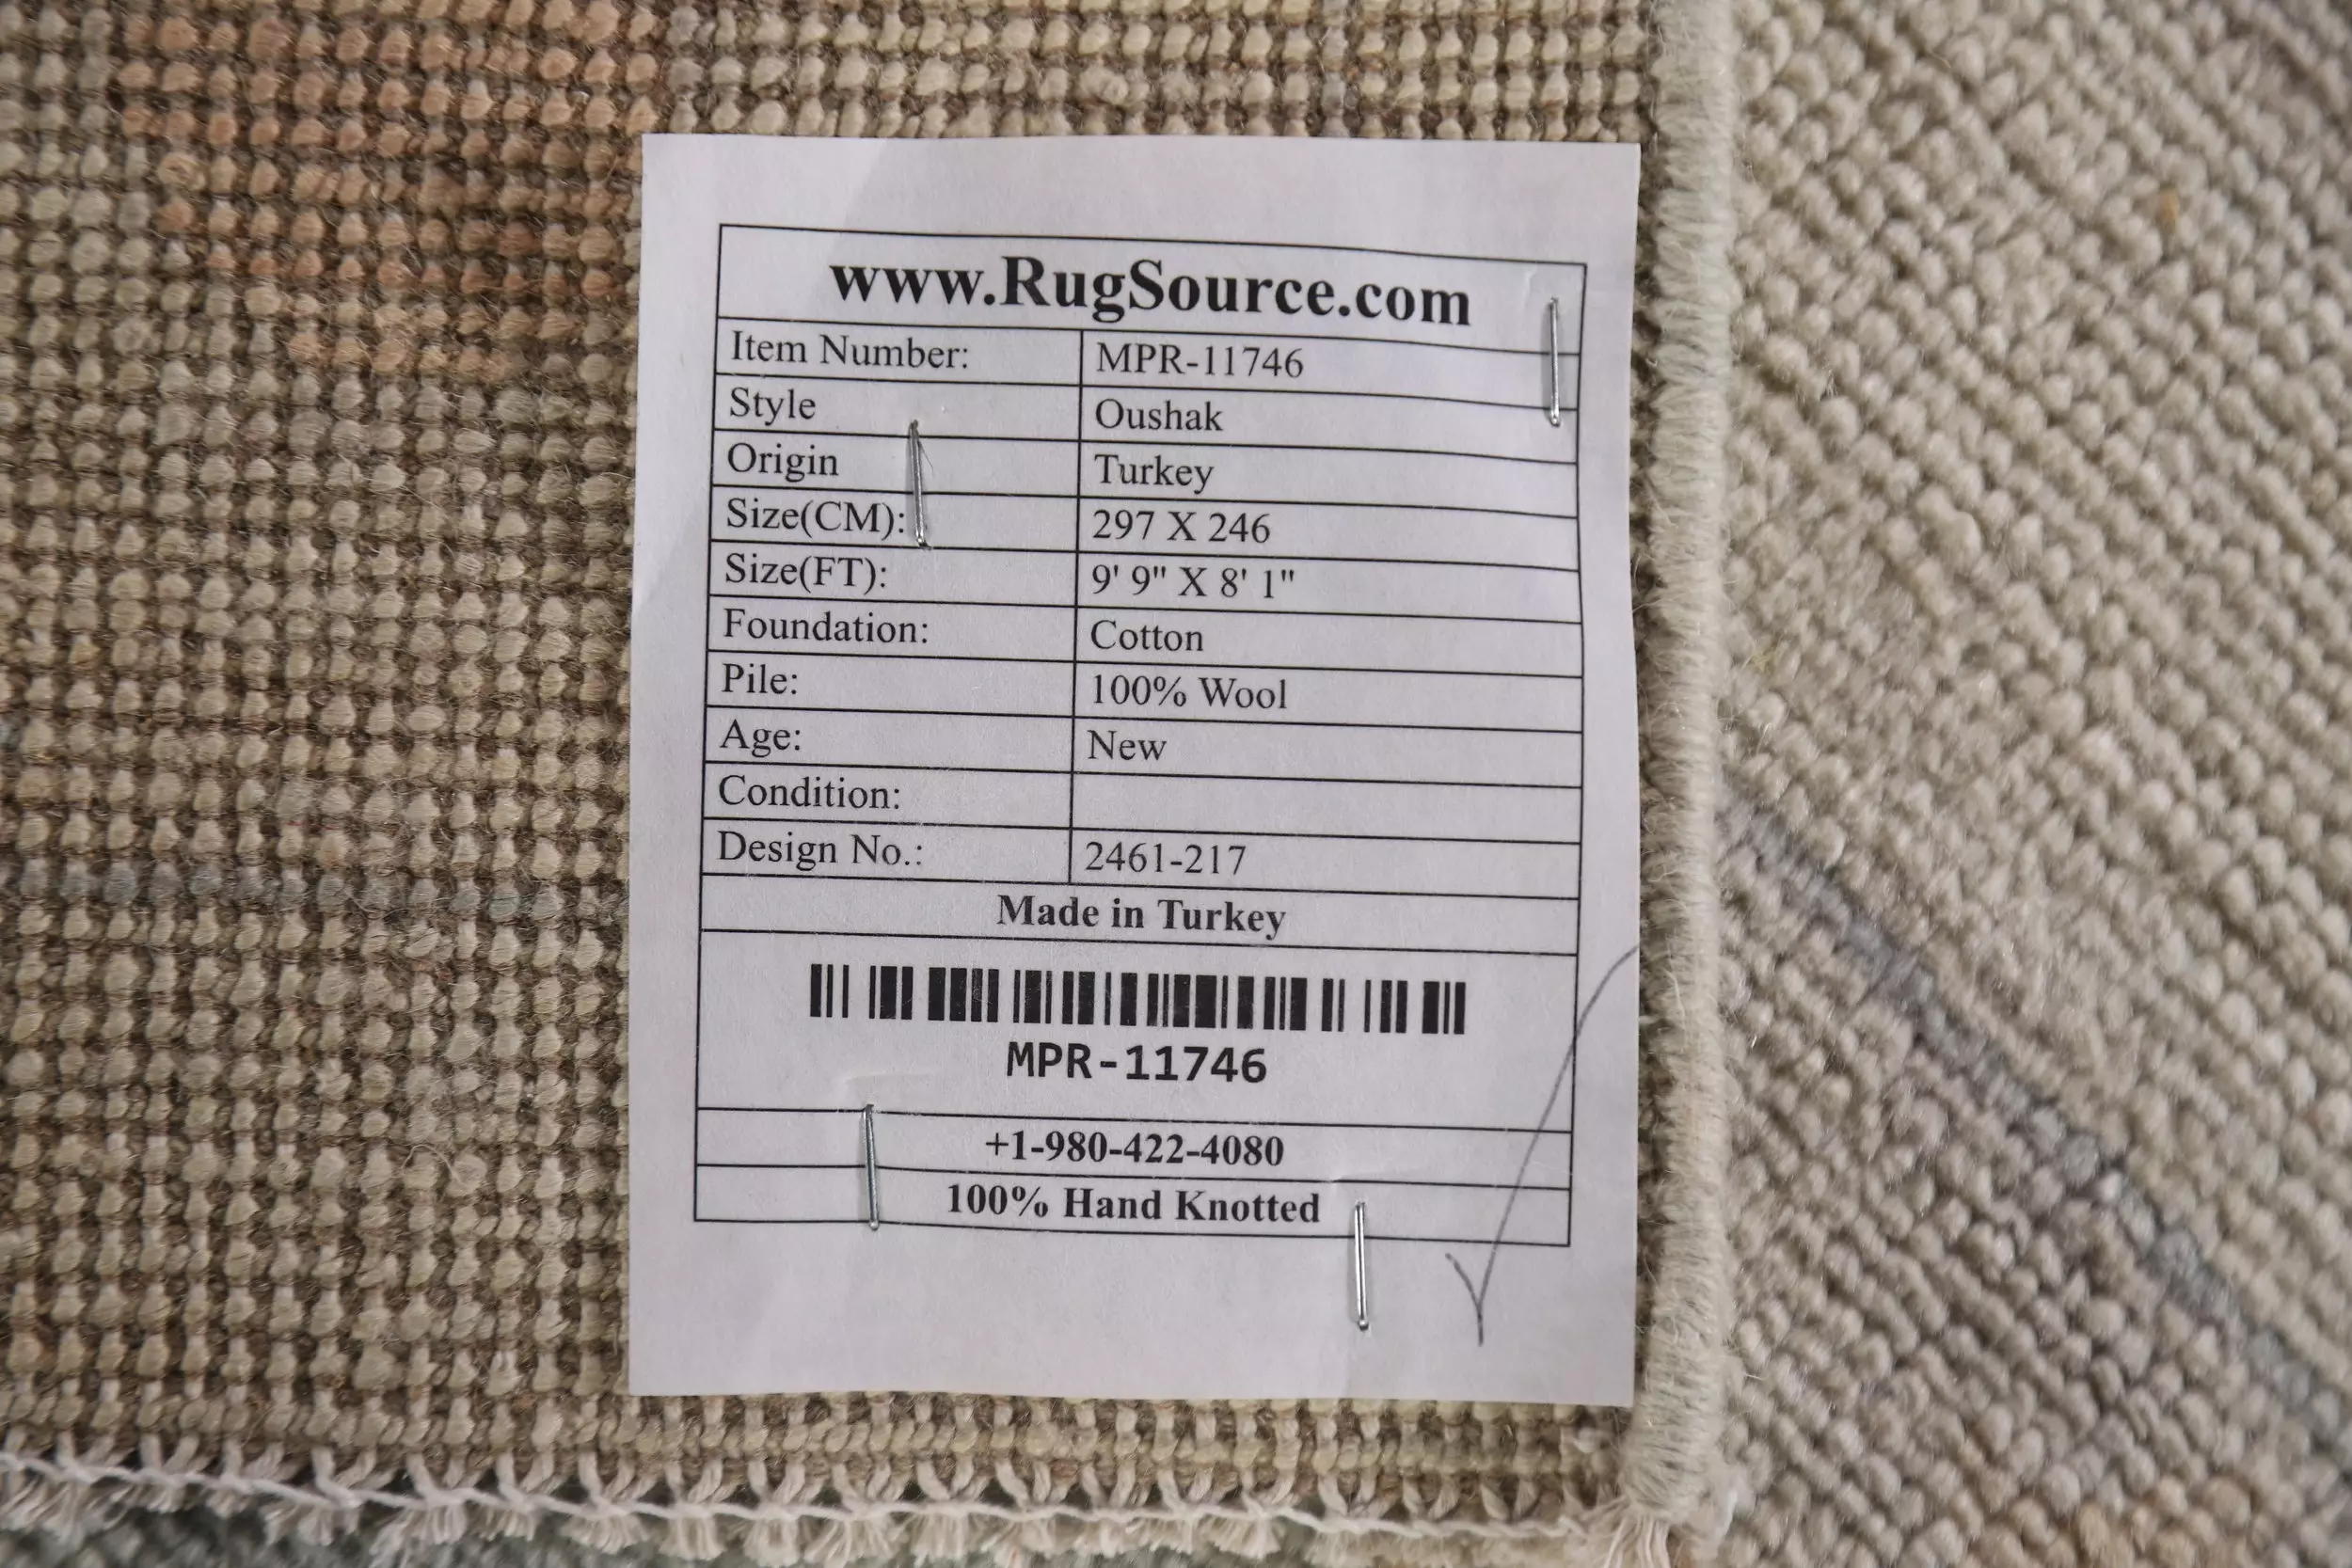 www.RugSource.com
Item Number: MPR-11746
Style Oushak
Origin Turkey
Size(CM): 297 X 246
Size(FT): 9' 9" X 8' 1"
Foundation: Cotton
Pile: 100% Wool
Age: New
Condition:
Design No.: 2461-217
Made in Turkey
MPR-11746
+1-980-422-4080
100% Hand Knotted